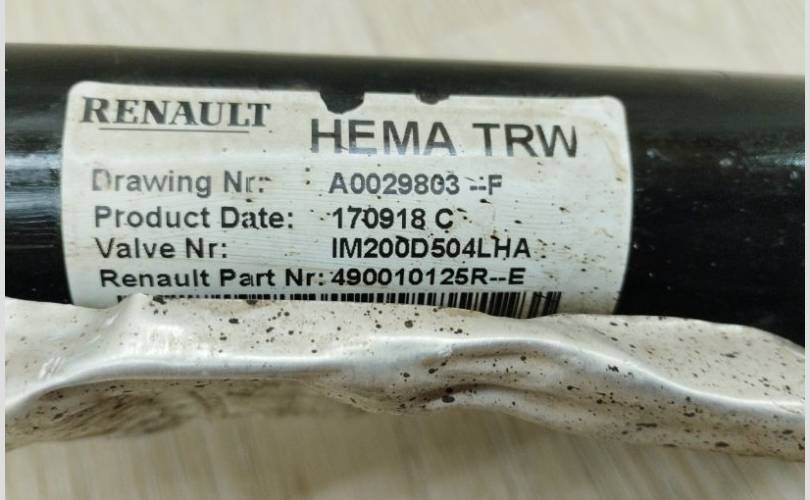 RENAULT
HEMA TRW
Drawing Nr: A0029803 --F
Product Date: 170918 C
Valve Nr: IM200D504LHA
Renault Part Nr: 490010125R--E